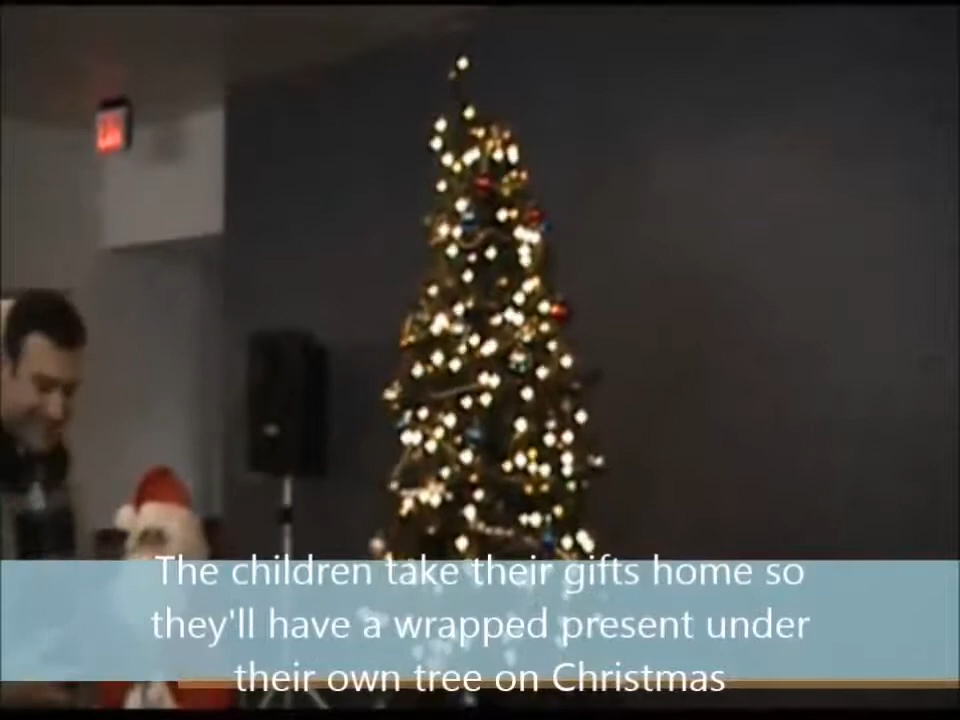 The children take their gifts home so
they'll have a wrapped present under
their own tree on Christmas